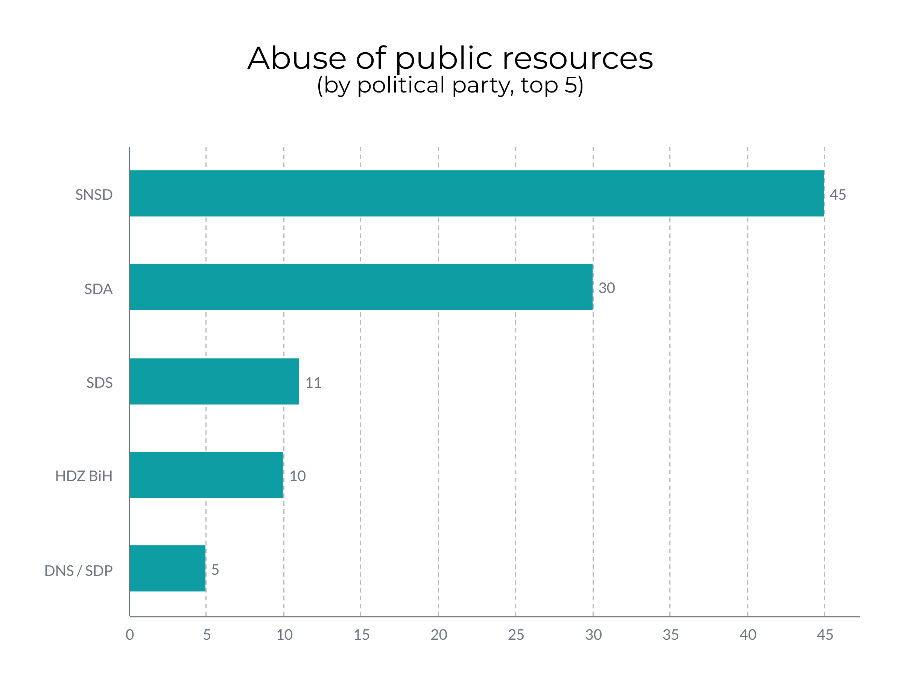 Abuse of public resources
(by political party, top 5)
SNSD 45
SDA 30
SDS 11
HDZ BiH 10
DNS / SDP 5
0 5 10 15 20 25 30 35 40 45